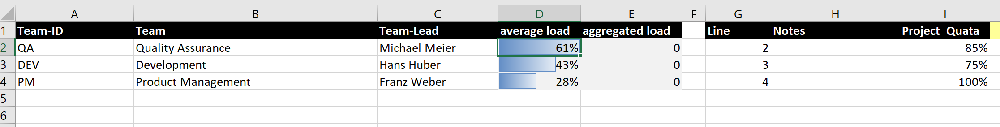 A B C D E F G H I
1 Team-ID Team Team-Lead average load aggregated load Line Notes Project Quata
2 QA Quality Assurance Michael Meier 61% 0 2 85%
3 DEV Development Hans Huber 43% 0 3 75%
4 PM Product Management Franz Weber 28% 0 4 100%
5
6